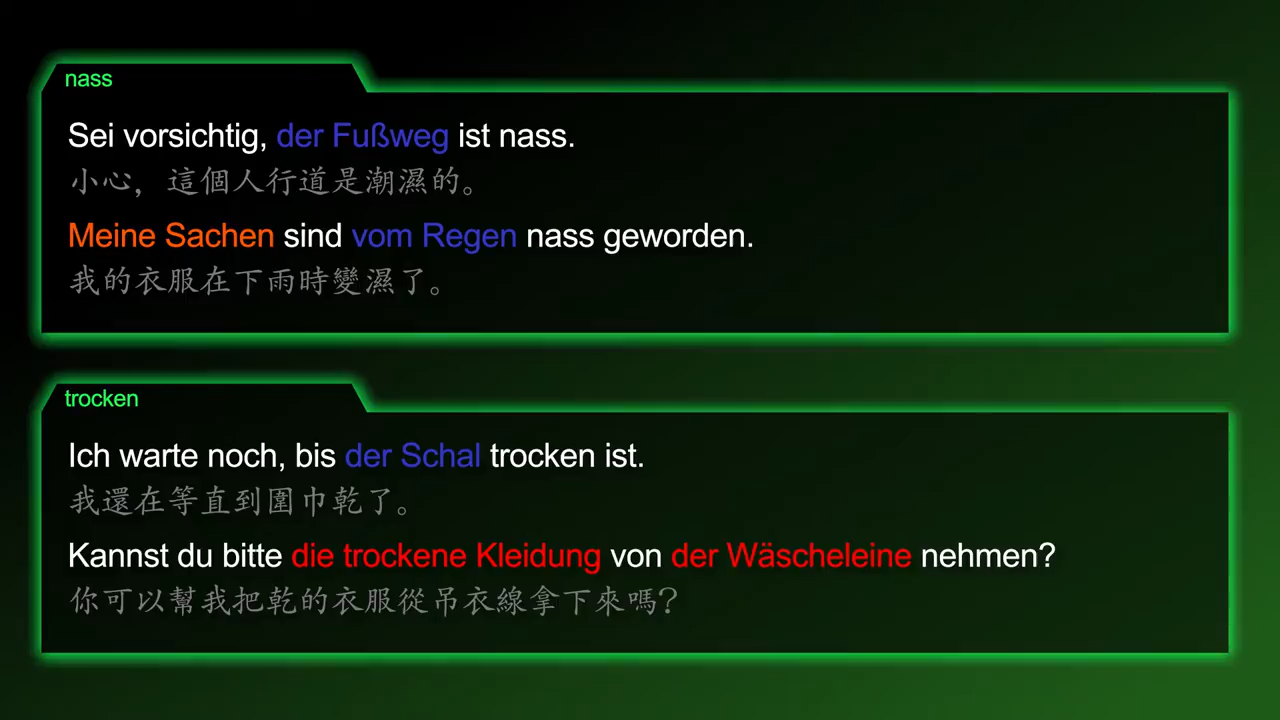 nass
Sei vorsichtig, der Fußweg ist nass.
小心，這個人行道是潮濕的。
Meine Sachen sind vom Regen nass geworden.
我的衣服在下雨時變濕了。
trocken
Ich warte noch, bis der Schal trocken ist.
我還在等直到圍巾乾了。
Kannst du bitte die trockene Kleidung von der Wäscheleine nehmen?
你可以幫我把乾的衣服從吊衣線拿下來嗎？